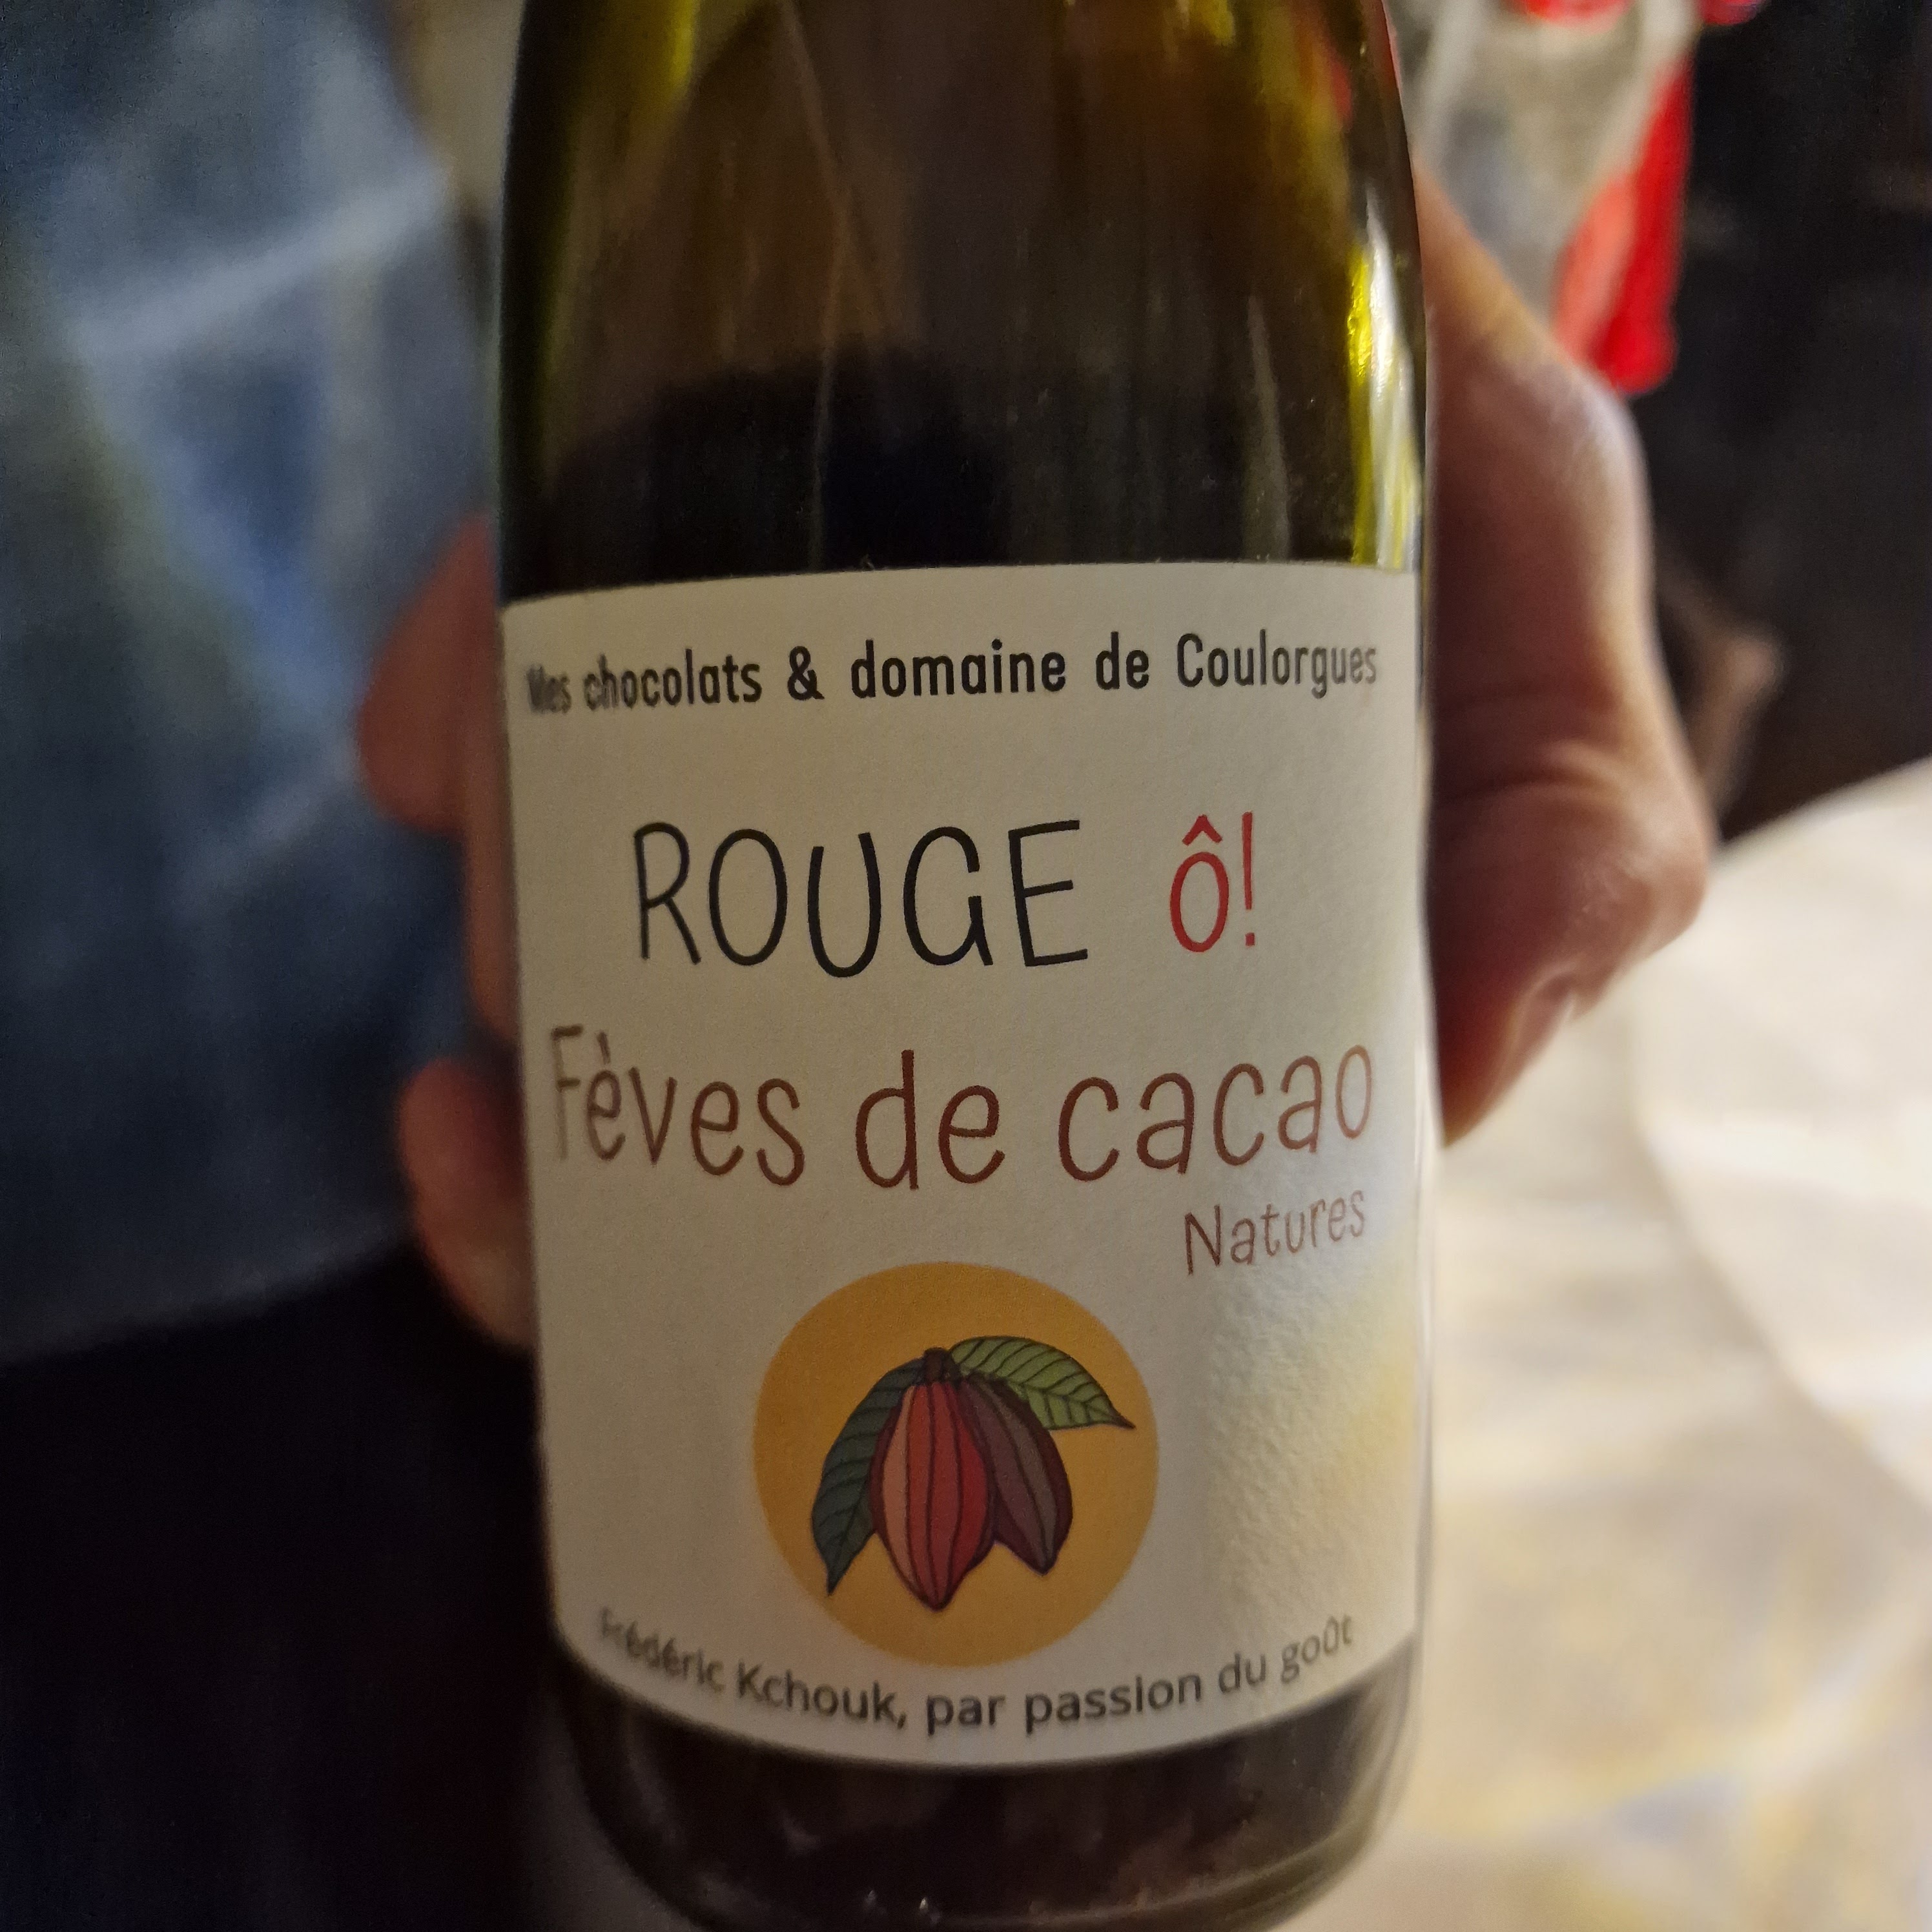 Mes chocolats & domaine de Coulorgues
ROUGE ô!
Fèves de cacao
Natures
Frédéric Kchouk, par passion du goût